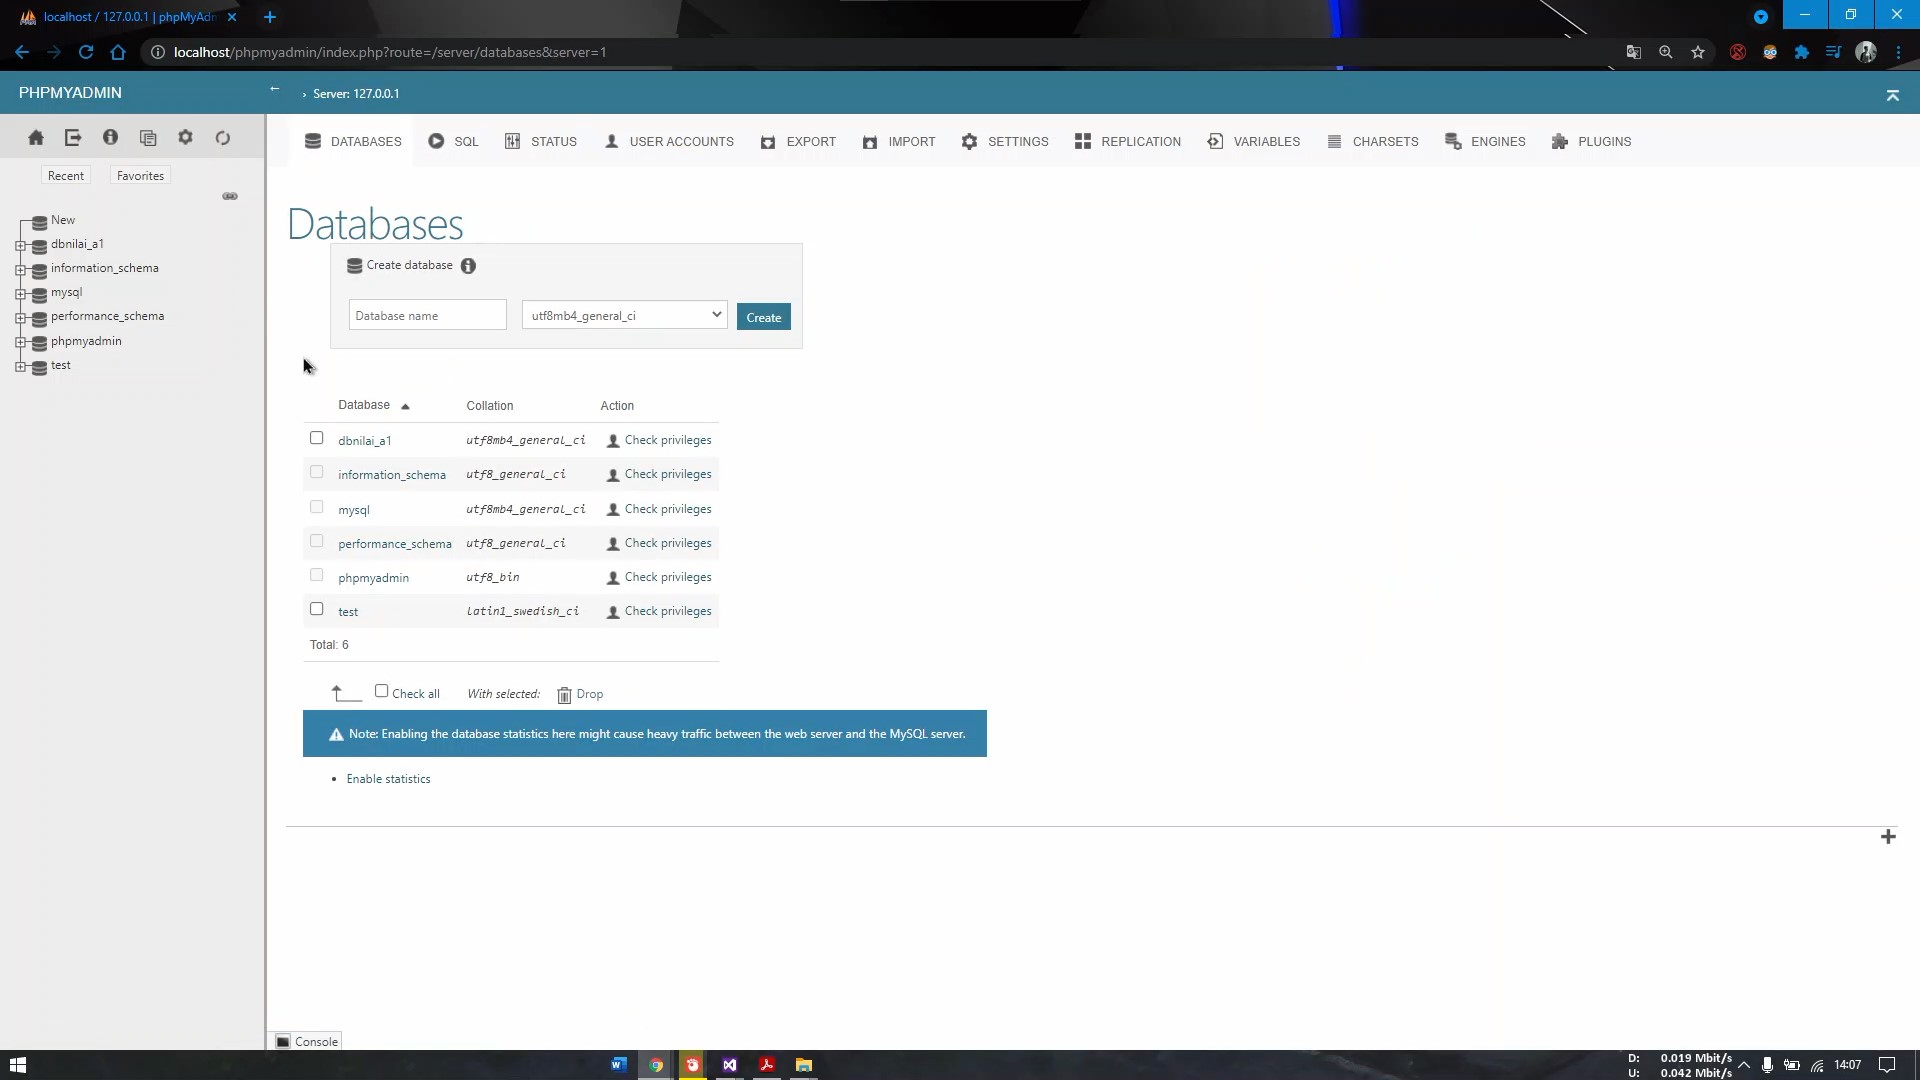 localhost / 127.0.0.1 | phpMyAdm
localhost/phpmyadmin/index.php?route=/server/databases&server=1
PHPMYADMIN
Server: 127.0.0.1
Recent
Favorites
New
dbnilai_a1
information_schema
mysql
performance_schema
phpmyadmin
test
DATABASES
SQL
STATUS
USER ACCOUNTS
EXPORT
IMPORT
SETTINGS
REPLICATION
VARIABLES
CHARSETS
ENGINES
PLUGINS
Databases
Create database
Database name
utf8mb4_general_ci
Create
Database Collation Action
dbnilai_a1 utf8mb4_general_ci Check privileges
information_schema utf8_general_ci Check privileges
mysql utf8mb4_general_ci Check privileges
performance_schema utf8_general_ci Check privileges
phpmyadmin utf8_bin Check privileges
test latin1_swedish_ci Check privileges
Total: 6
Check all With selected: Drop
Note: Enabling the database statistics here might cause heavy traffic between the web server and the MySQL server.
• Enable statistics
Console
D: 0.019 Mbit/s
U: 0.042 Mbit/s
14:07